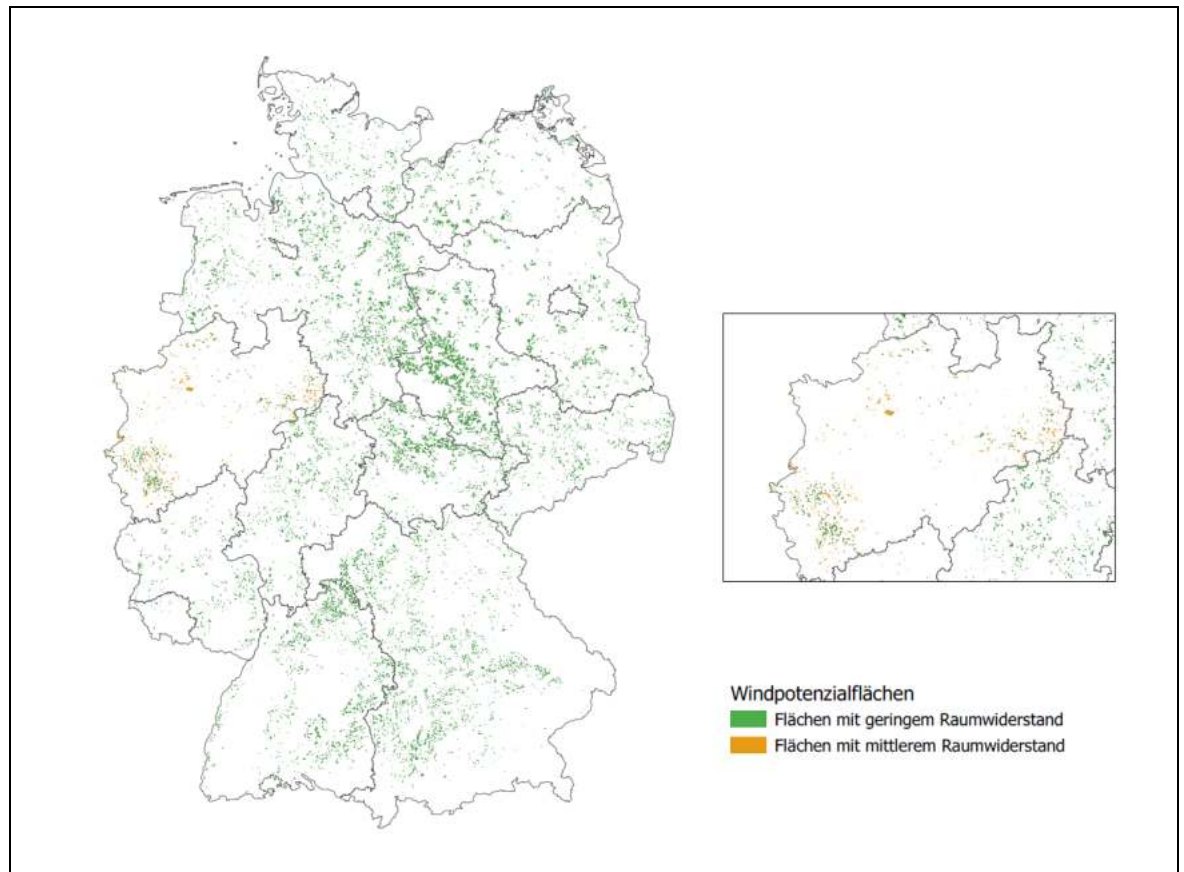 Windpotenzialflächen
Flächen mit geringem Raumwiderstand
Flächen mit mittlerem Raumwiderstand